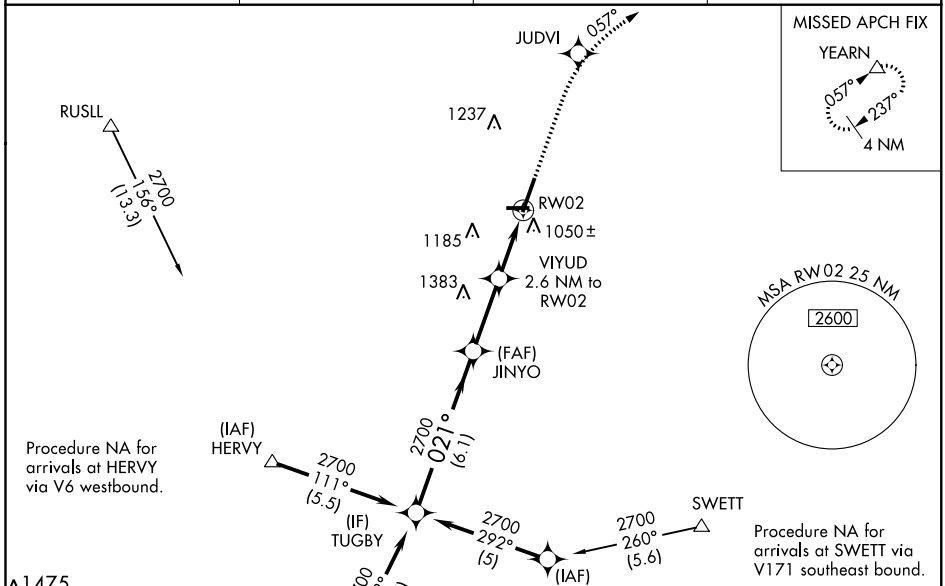 MISSED APCH FIX
YEARN
057°
237°
4 NM
057°
JUDVI
1237
RUSLL
2700
156°
(13.3)
RW02
1050±
1185
VIYUD
2.6 NM to
RW02
1383
MSA RW02 25 NM
2600
(FAF)
JINYO
2700
021°
(6.1)
Procedure NA for
arrivals at HERVY
via V6 westbound.
(IAF)
HERVY
2700
111°
(5.5)
(IF)
TUGBY
2700
292°
(5)
SWETT
2700
260°
(5.6)
(IAF)
Procedure NA for
arrivals at SWETT via
V171 southeast bound.
1475